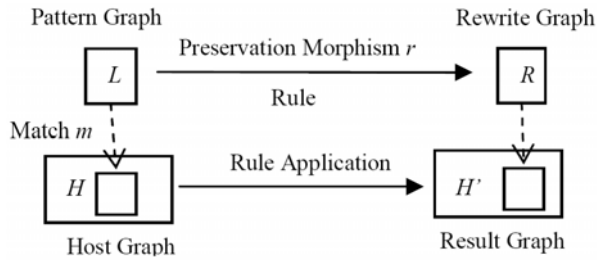 Pattern Graph
Rewrite Graph
Preservation Morphism r
L
R
Rule
Match m
Rule Application
H
H’
Host Graph
Result Graph